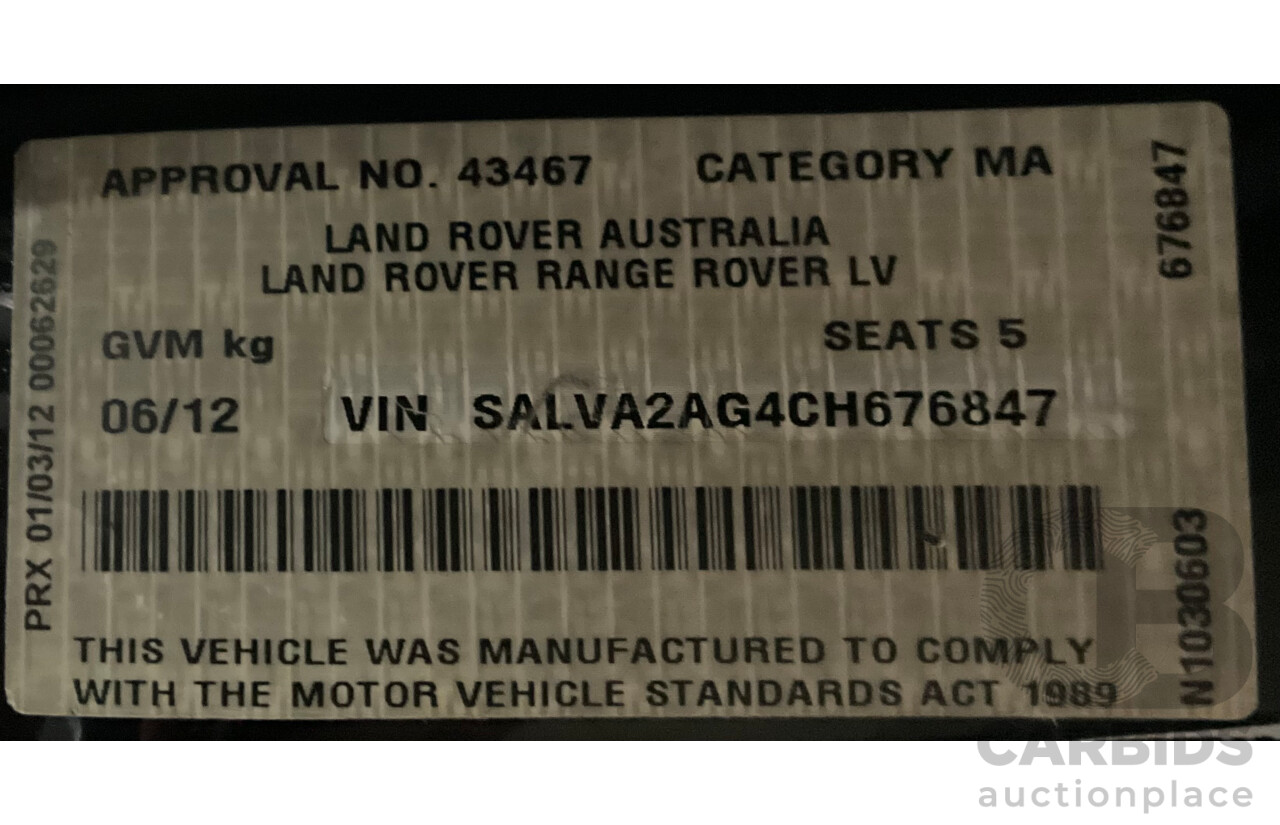 APPROVAL NO. 43467 CATEGORY MA
LAND ROVER AUSTRALIA
LAND ROVER RANGE ROVER LV
GVM kg SEATS 5
06/12 VIN SALVA2AG4CH676847
THIS VEHICLE WAS MANUFACTURED TO COMPLY
WITH THE MOTOR VEHICLE STANDARDS ACT 1989
PRX 01/03/12 00062629
676847
N1030603
CARBIDS
auctionplace